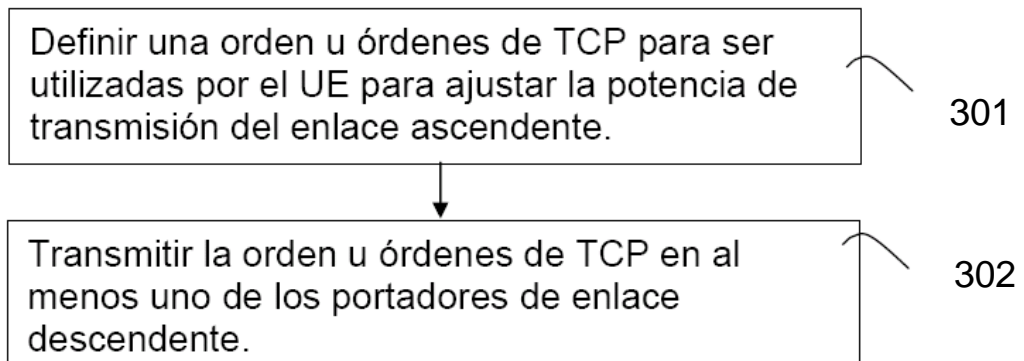 Definir una orden u órdenes de TCP para ser
utilizadas por el UE para ajustar la potencia de
transmisión del enlace ascendente.
301
Transmitir la orden u órdenes de TCP en al
menos uno de los portadores de enlace
descendente.
302